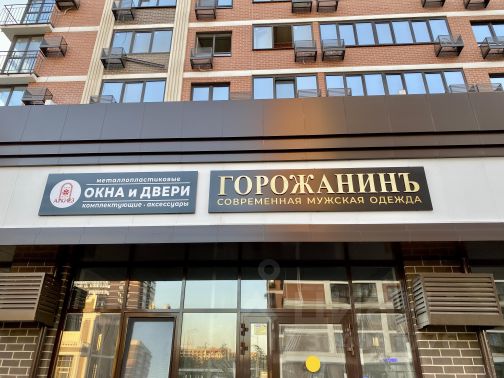 металлопластиковые
ОКНА и ДВЕРИ
комплектующие • аксессуары
ГОРОЖАНИНЪ
СОВРЕМЕННАЯ МУЖСКАЯ ОДЕЖДА